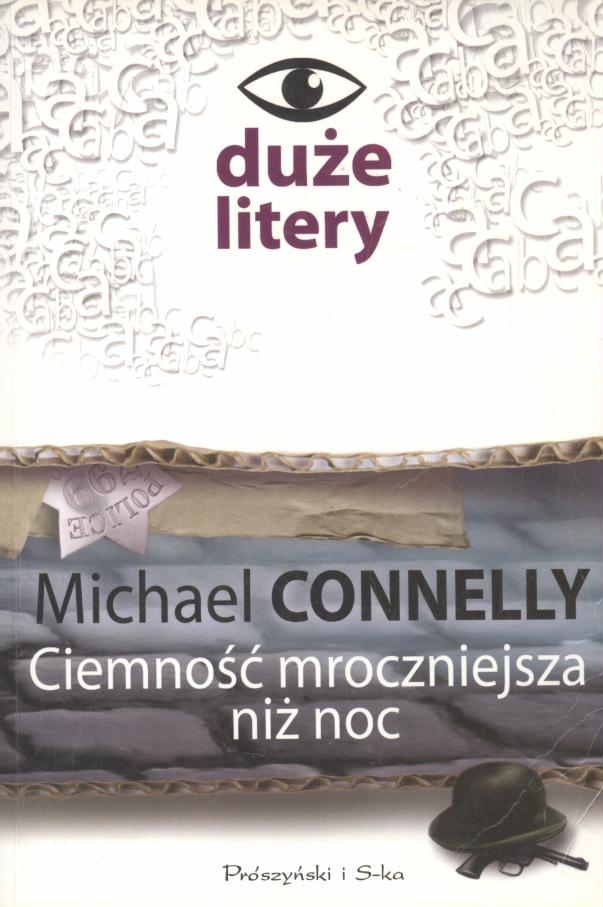 duże
litery
POLICE
Michael CONNELLY
Ciemność mroczniejsza
niż noc
Prószyński i S-ka